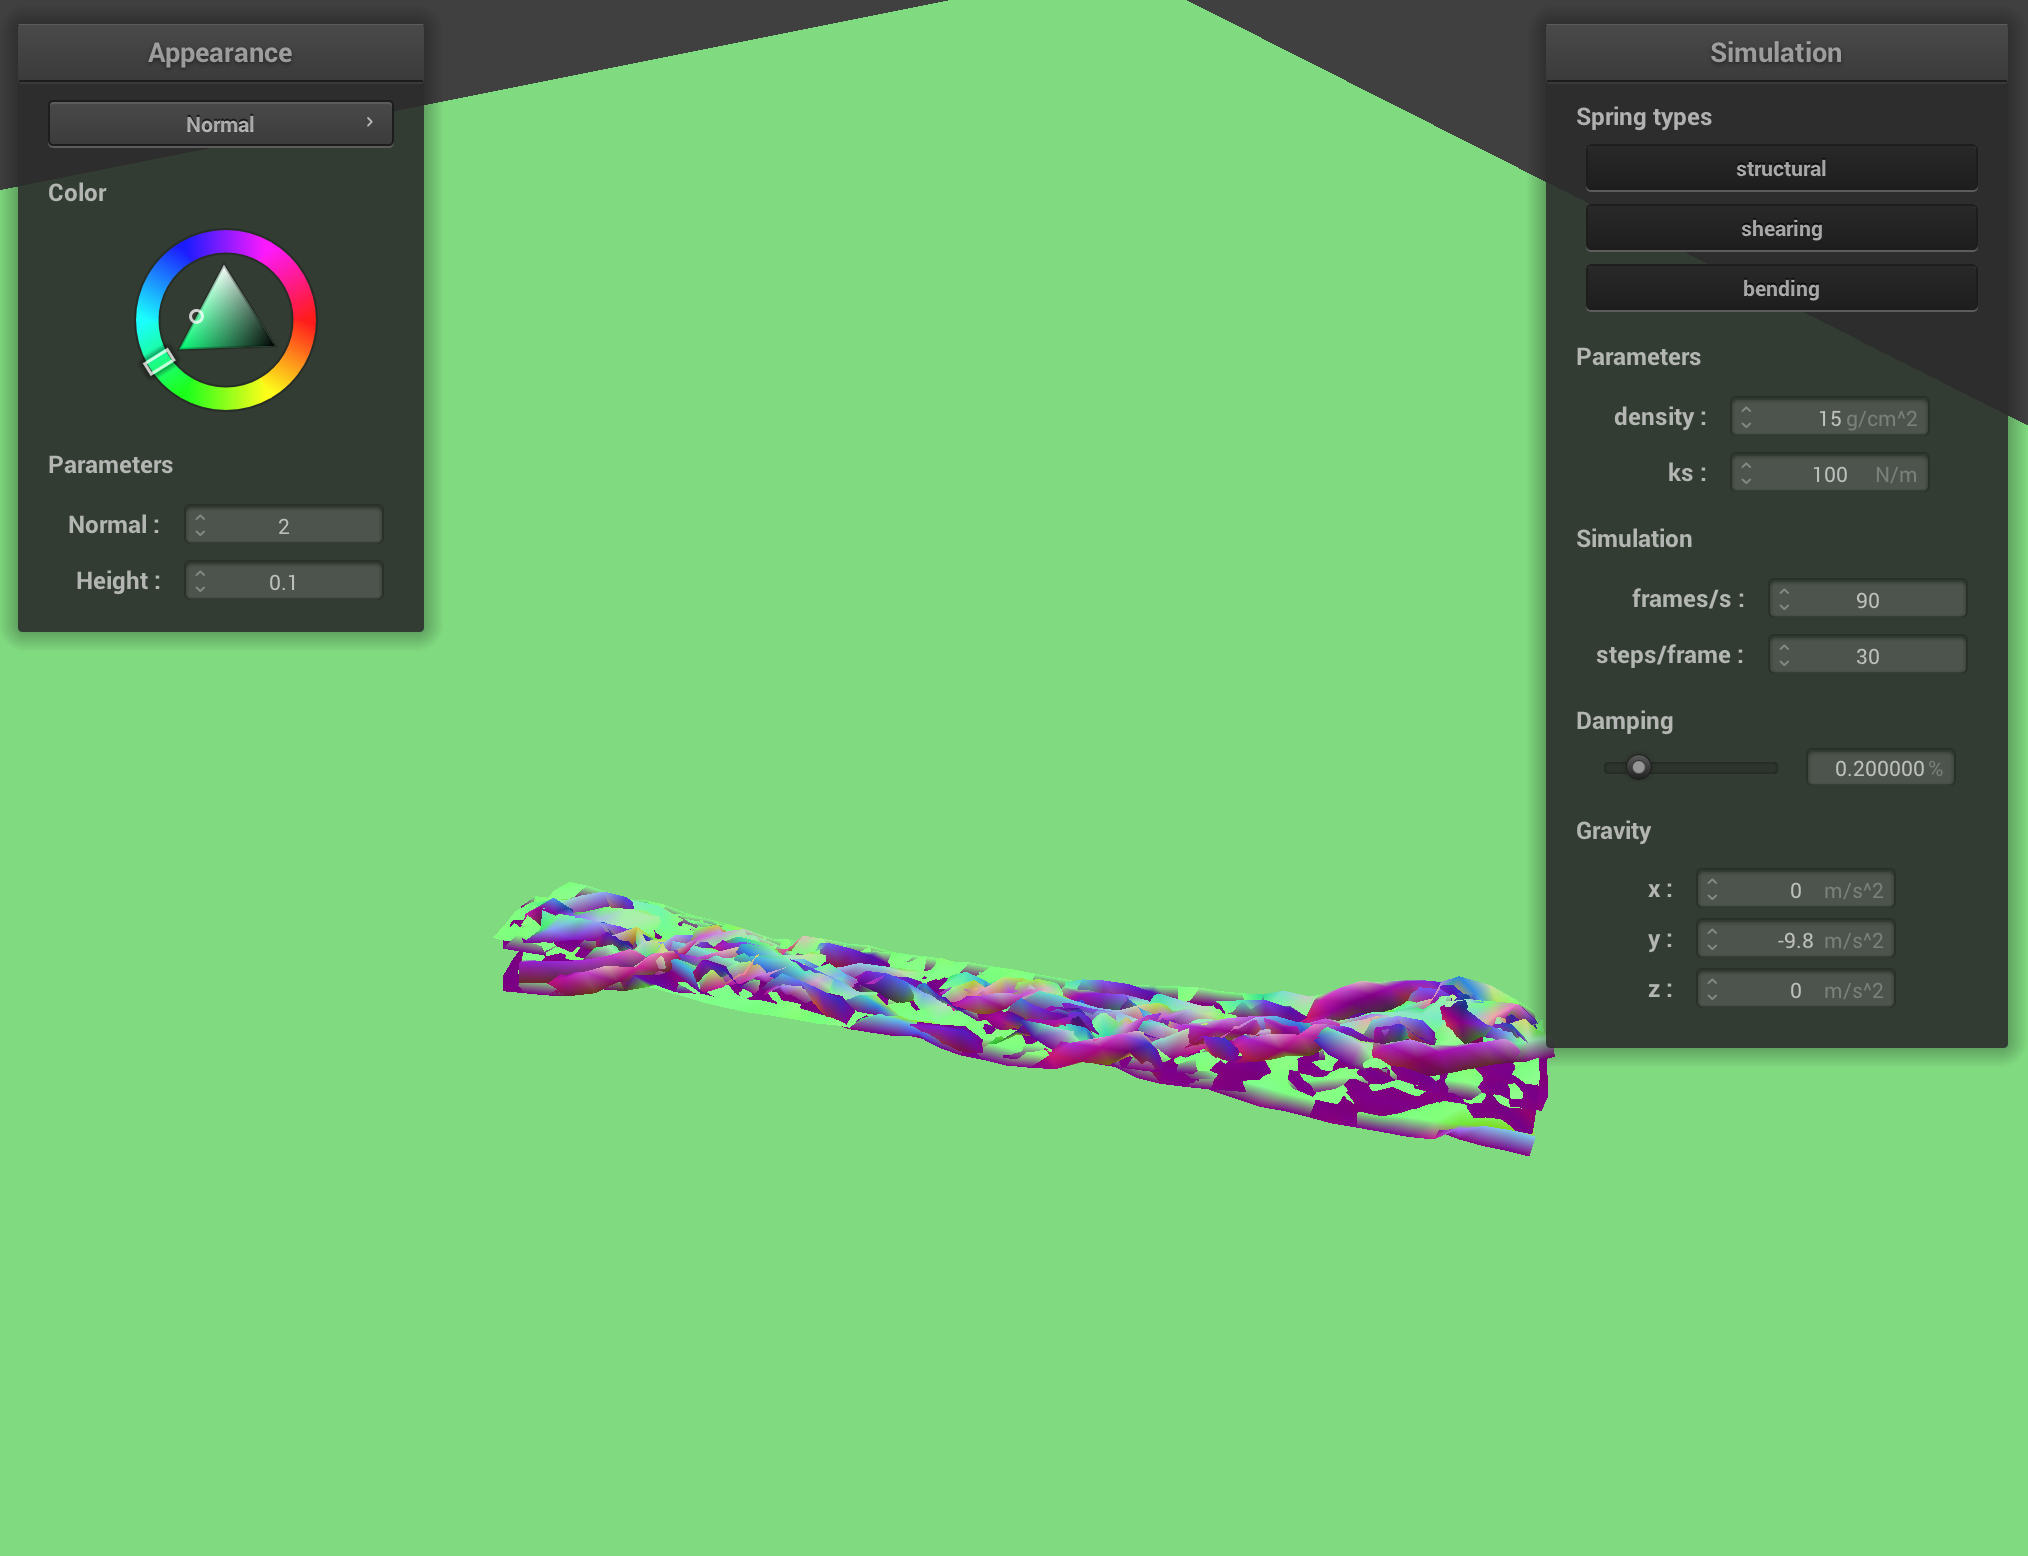 Appearance
Normal
Color
Parameters
Normal : 2
Height : 0.1
Simulation
Spring types
structural
shearing
bending
Parameters
density : 15 g/cm^2
ks : 100 N/m
Simulation
frames/s : 90
steps/frame : 30
Damping
0.200000 %
Gravity
x : 0 m/s^2
y : -9.8 m/s^2
z : 0 m/s^2